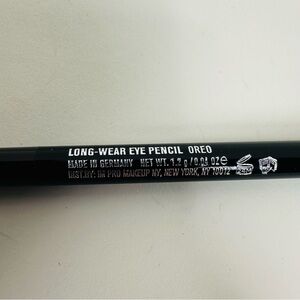 LONG-WEAR EYE PENCIL OREO
MADE IN GERMANY NET WT. 1.2 g / 0.04 OZ ℮
DIST.BY: IM PRO MAKEUP NY, NEW YORK, NY 10012